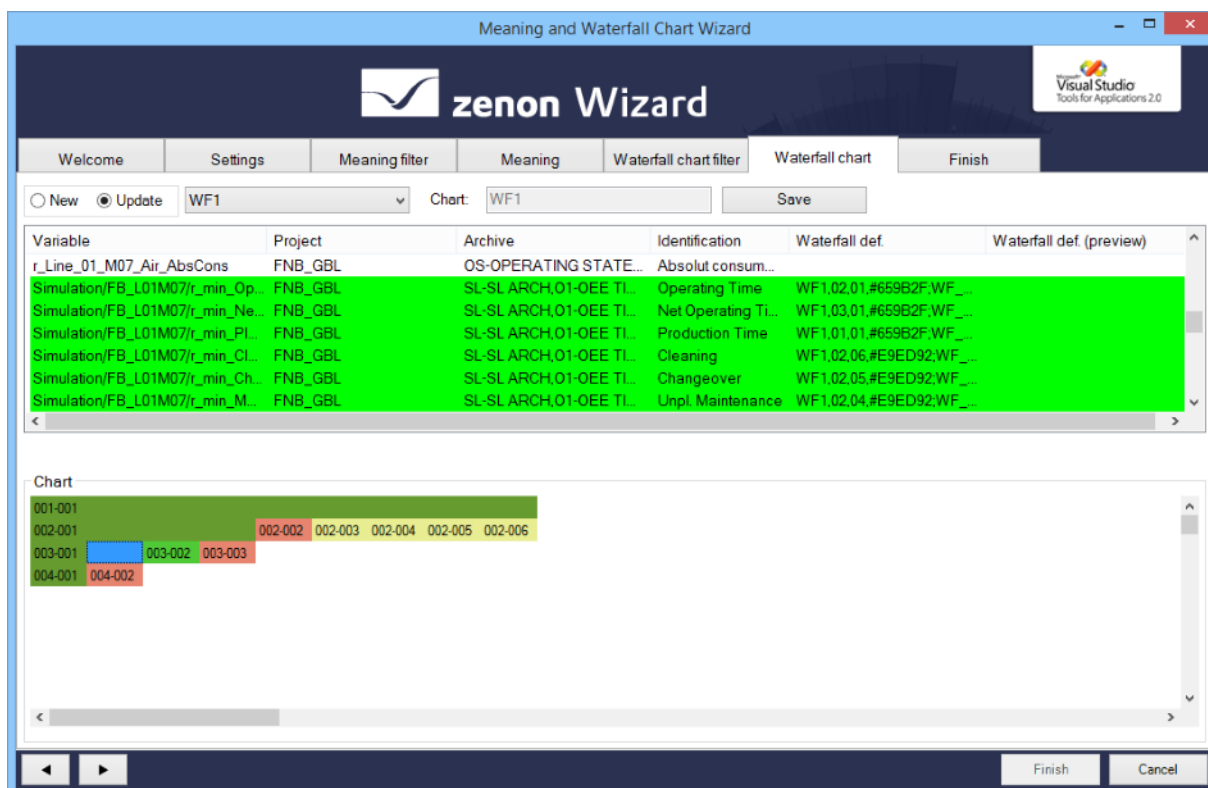 Meaning and Waterfall Chart Wizard
zenon Wizard
Microsoft
Visual Studio
Tools for Applications 2.0
Welcome Settings Meaning filter Meaning Waterfall chart filter Waterfall chart Finish
New Update WF1 Chart: WF1 Save
Variable Project Archive Identification Waterfall def. Waterfall def. (preview)
r_Line_01_M07_Air_AbsCons FNB_GBL OS-OPERATING STATE... Absolut consum...
Simulation/FB_L01M07/r_min_Op... FNB_GBL SL-SL ARCH,O1-OEE TI... Operating Time WF1,02,01,#659B2F;WF_...
Simulation/FB_L01M07/r_min_Ne... FNB_GBL SL-SL ARCH,O1-OEE TI... Net Operating Ti... WF1,03,01,#659B2F;WF_...
Simulation/FB_L01M07/r_min_Pl... FNB_GBL SL-SL ARCH,O1-OEE TI... Production Time WF1,01,01,#659B2F;WF_...
Simulation/FB_L01M07/r_min_Cl... FNB_GBL SL-SL ARCH,O1-OEE TI... Cleaning WF1,02,06,#E9ED92;WF_...
Simulation/FB_L01M07/r_min_Ch... FNB_GBL SL-SL ARCH,O1-OEE TI... Changeover WF1,02,05,#E9ED92;WF_...
Simulation/FB_L01M07/r_min_M... FNB_GBL SL-SL ARCH,O1-OEE TI... Unpl. Maintenance WF1,02,04,#E9ED92;WF_...
Chart
001-001
002-001 002-002 002-003 002-004 002-005 002-006
003-001 003-002 003-003
004-001 004-002
Finish Cancel